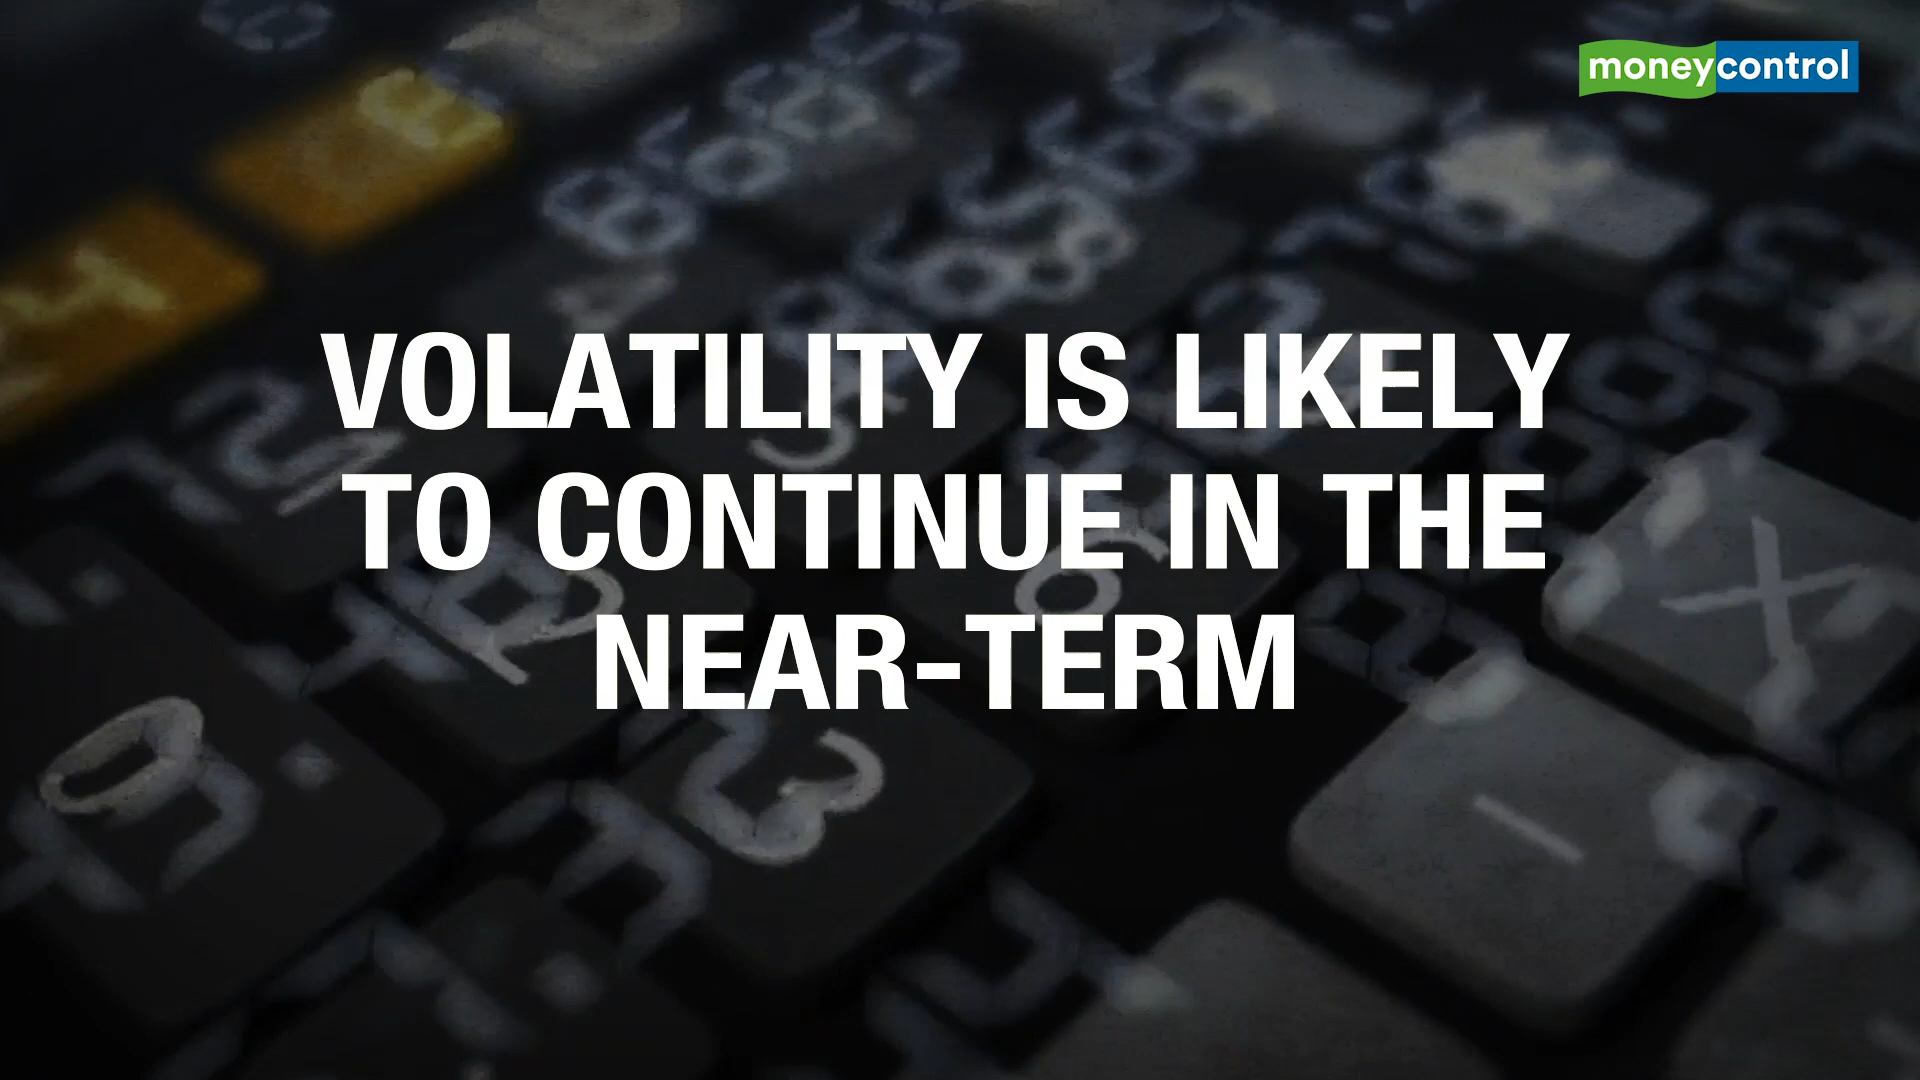 moneycontrol
VOLATILITY IS LIKELY
TO CONTINUE IN THE
NEAR-TERM